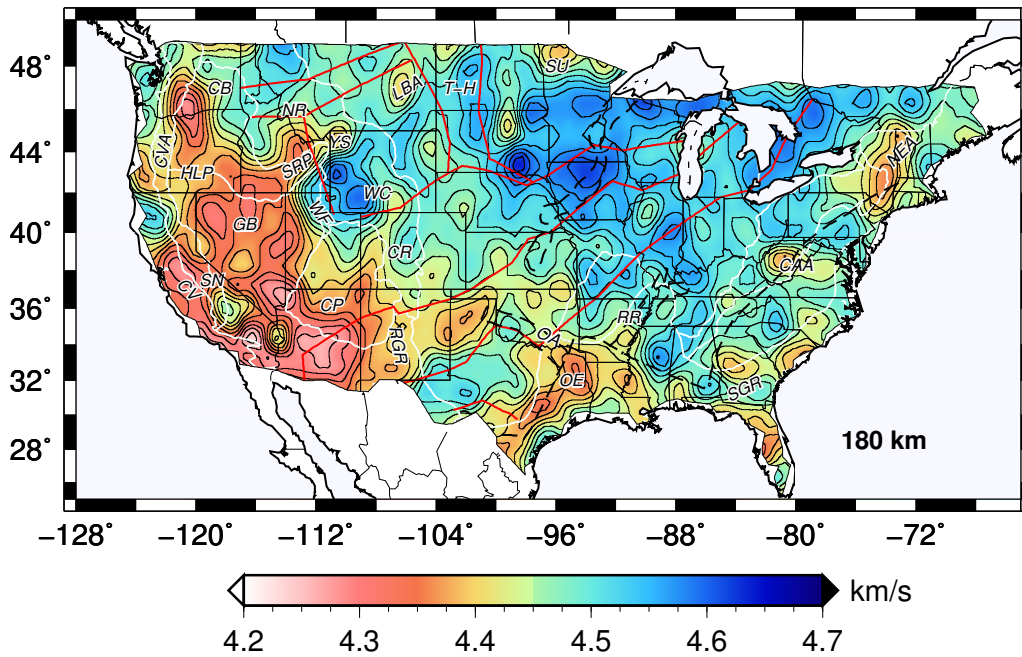 48°
44°
40°
36°
32°
28°
SU
CB
LBA
T–H
NR
CVA
YS
NEA
HLP
SRP
WC
WF
GB
CR
CAA
SN
CV
CP
RR
RGR
OA
OE
SGR
180 km
−128° −120° −112° −104° −96° −88° −80° −72°
km/s
4.2 4.3 4.4 4.5 4.6 4.7